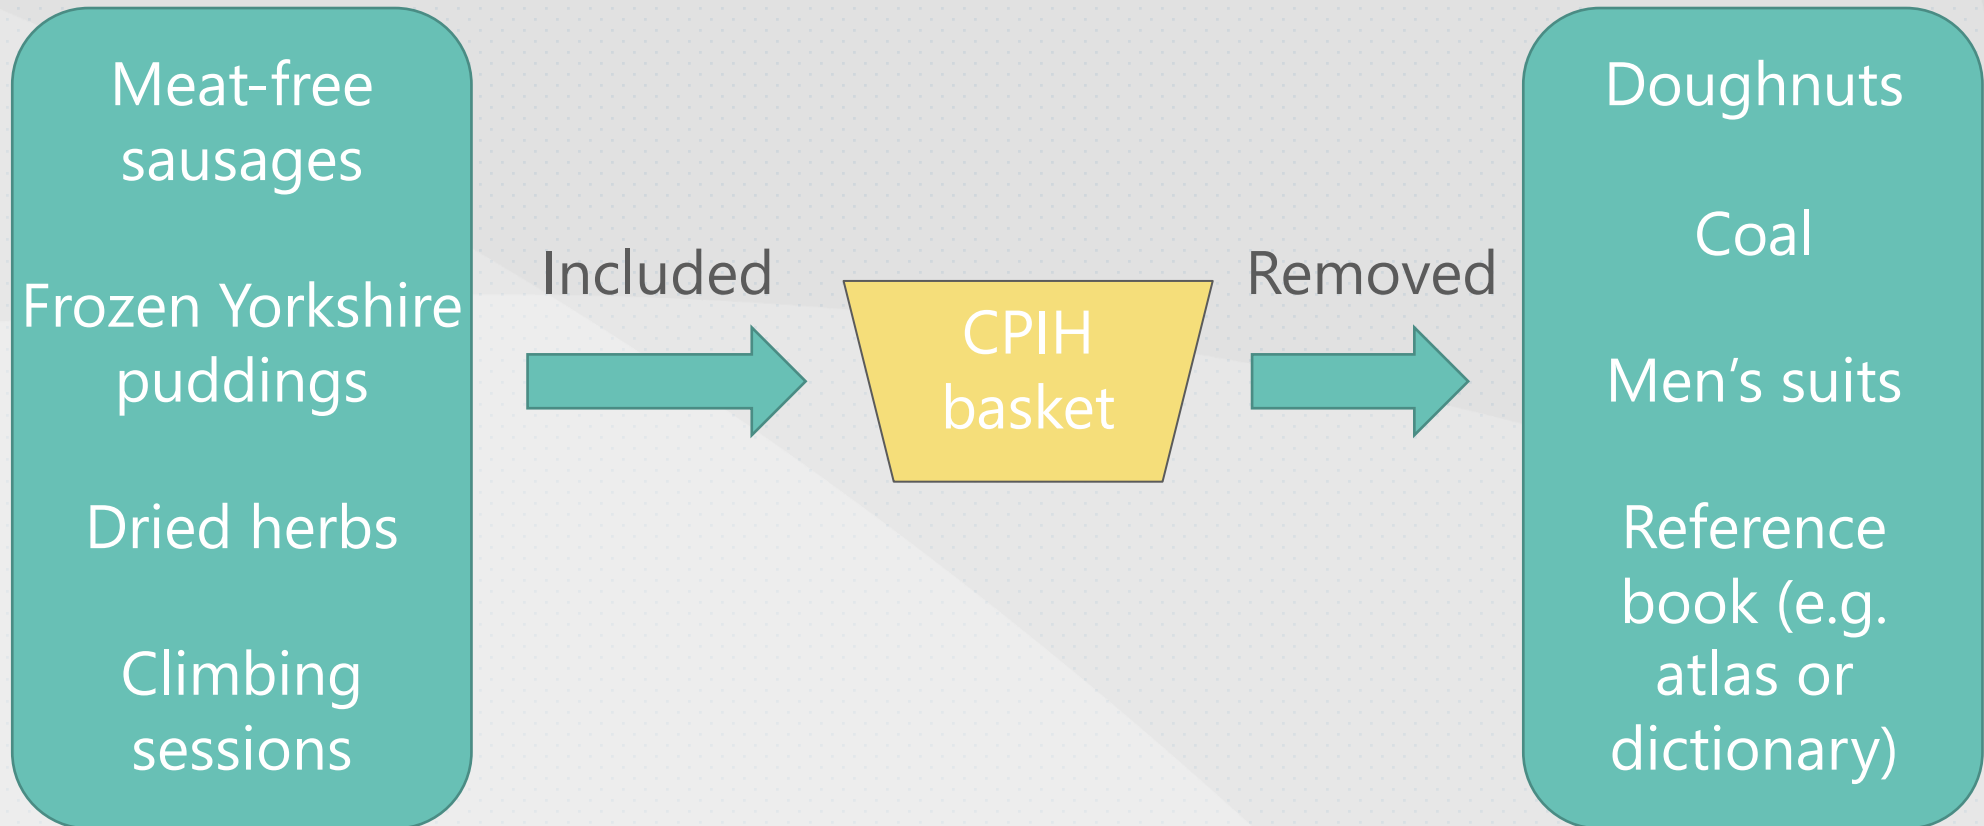 Meat-free
sausages
Frozen Yorkshire
puddings
Dried herbs
Climbing
sessions
Included
CPIH
basket
Removed
Doughnuts
Coal
Men’s suits
Reference
book (e.g.
atlas or
dictionary)